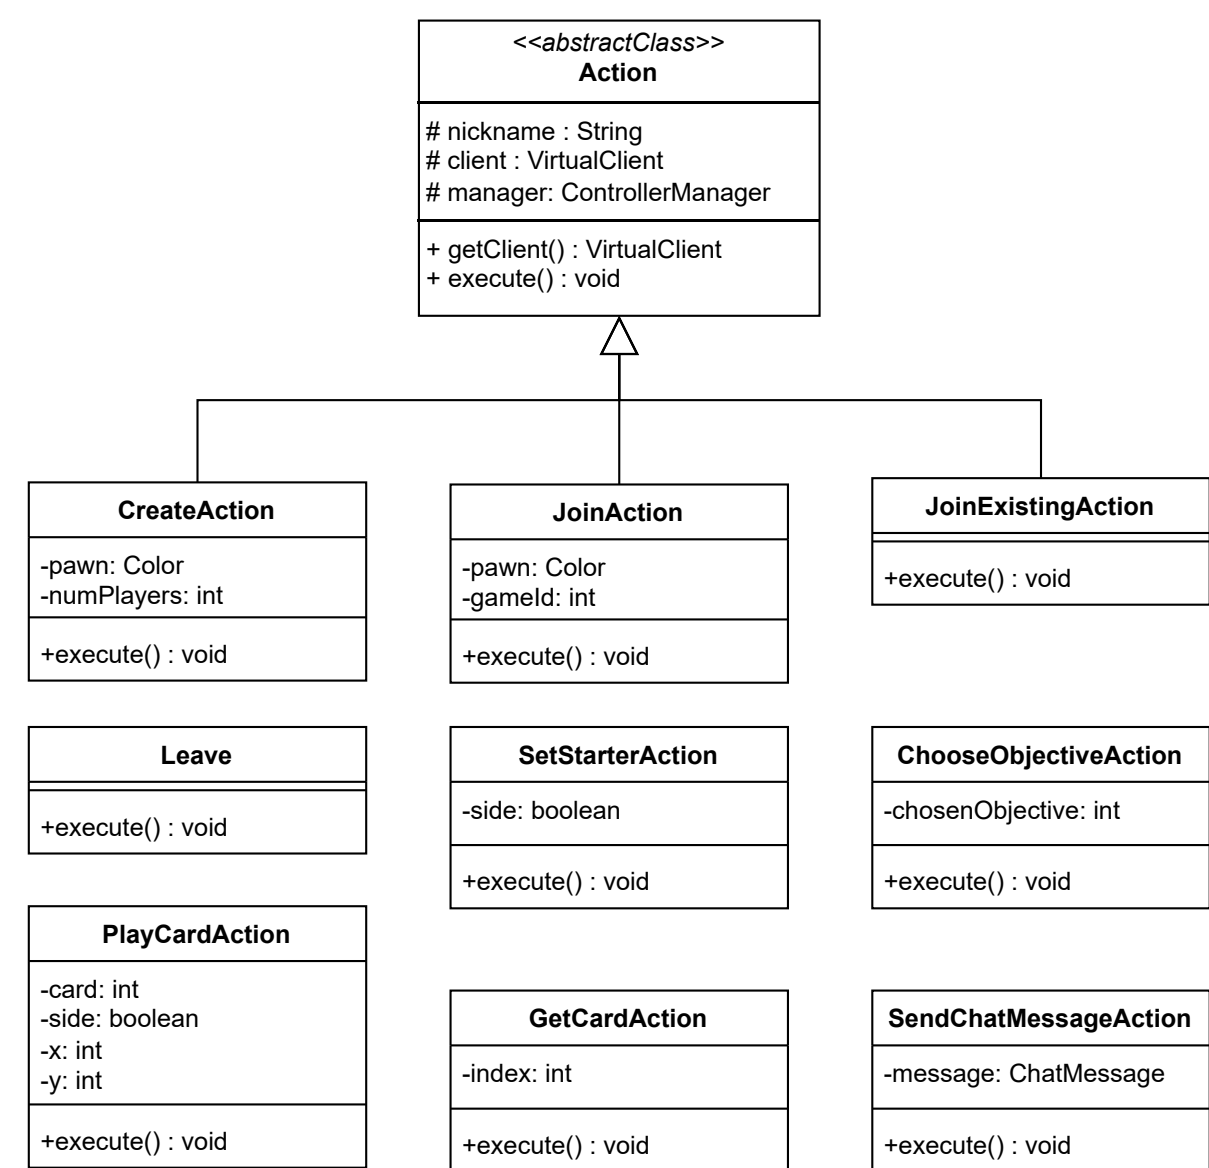 <<abstractClass>>
Action
# nickname : String
# client : VirtualClient
# manager: ControllerManager
+ getClient() : VirtualClient
+ execute() : void
CreateAction
-pawn: Color
-numPlayers: int
+execute() : void
JoinAction
-pawn: Color
-gameId: int
+execute() : void
JoinExistingAction
+execute() : void
Leave
+execute() : void
SetStarterAction
-side: boolean
+execute() : void
ChooseObjectiveAction
-chosenObjective: int
+execute() : void
PlayCardAction
-card: int
-side: boolean
-x: int
-y: int
+execute() : void
GetCardAction
-index: int
+execute() : void
SendChatMessageAction
-message: ChatMessage
+execute() : void